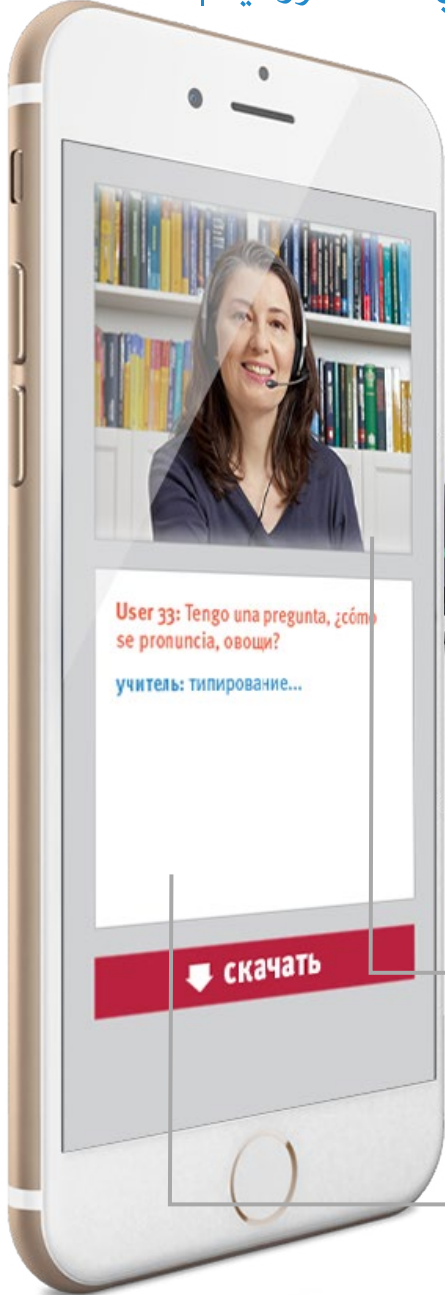 User 33: Tengo una pregunta, ¿cómo
se pronuncia, овощи?
учитель: типирование...
скачать